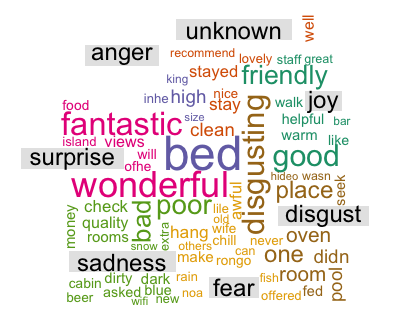 unknown
well
anger
recommend lovely staff great
stayed friendly
king
inhe high nice stay walk joy
food size helpful bar
fantastic clean warm like
island views
surprise will ofhe bed disgusting good
wonderful hideo wasn
awful place seek
money check bad poor lile old disgust
quality rooms snow extra hang wife oven
others chill never
sadness make rongo can one didn
cabin dirty dark rain fish room pool
beer asked blue fear offered fed
wifi new noa